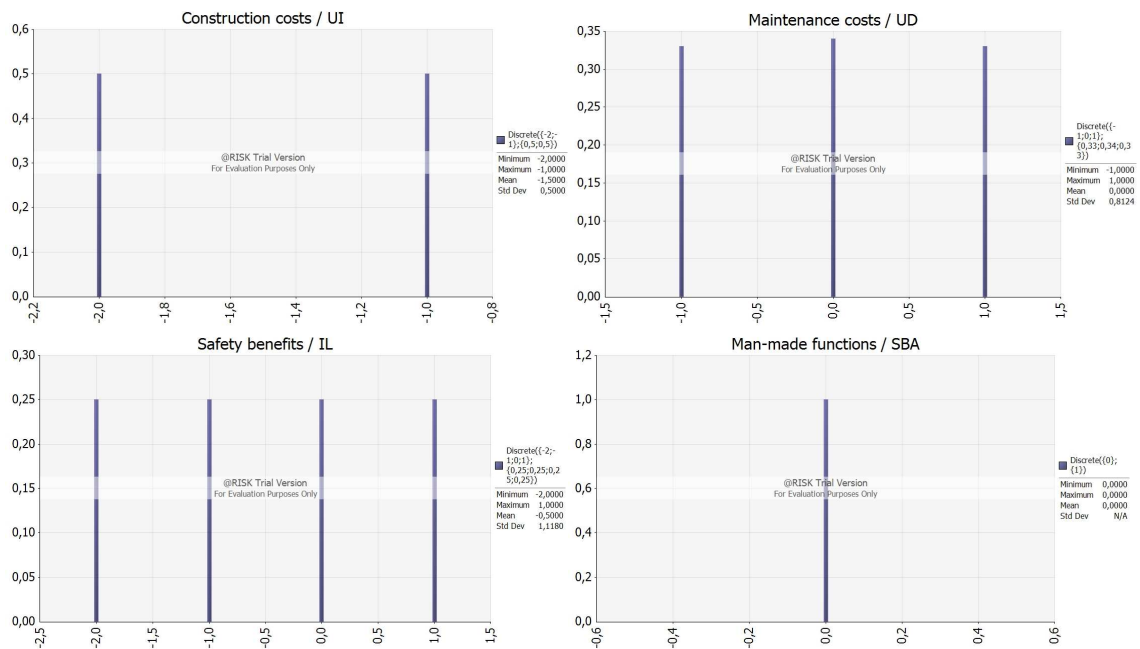 Construction costs / UI
0,6
0,5
0,4
0,3
0,2
0,1
0,0
-2,2
-2,0
-1,8
-1,6
-1,4
-1,2
-1,0
-0,8
@RISK Trial Version
For Evaluation Purposes Only
Discrete({-2;-
1};{0,5;0,5})
Minimum -2,0000
Maximum -1,0000
Mean -1,5000
Std Dev 0,5000
Maintenance costs / UD
0,35
0,30
0,25
0,20
0,15
0,10
0,05
0,00
-1,5
-1,0
-0,5
0,0
0,5
1,0
1,5
@RISK Trial Version
For Evaluation Purposes Only
Discrete({-
1;0;1};
{0,33;0,34;0,3
3})
Minimum -1,0000
Maximum 1,0000
Mean 0,0000
Std Dev 0,8124
Safety benefits / IL
0,30
0,25
0,20
0,15
0,10
0,05
0,00
-2,5
-2,0
-1,5
-1,0
-0,5
0,0
0,5
1,0
1,5
@RISK Trial Version
For Evaluation Purposes Only
Discrete({-2;-
1;0;1};
{0,25;0,25;0,2
5;0,25})
Minimum -2,0000
Maximum 1,0000
Mean -0,5000
Std Dev 1,1180
Man-made functions / SBA
1,2
1,0
0,8
0,6
0,4
0,2
0,0
-0,6
-0,4
-0,2
0,0
0,2
0,4
0,6
@RISK Trial Version
For Evaluation Purposes Only
Discrete({0};
{1})
Minimum 0,0000
Maximum 0,0000
Mean 0,0000
Std Dev N/A